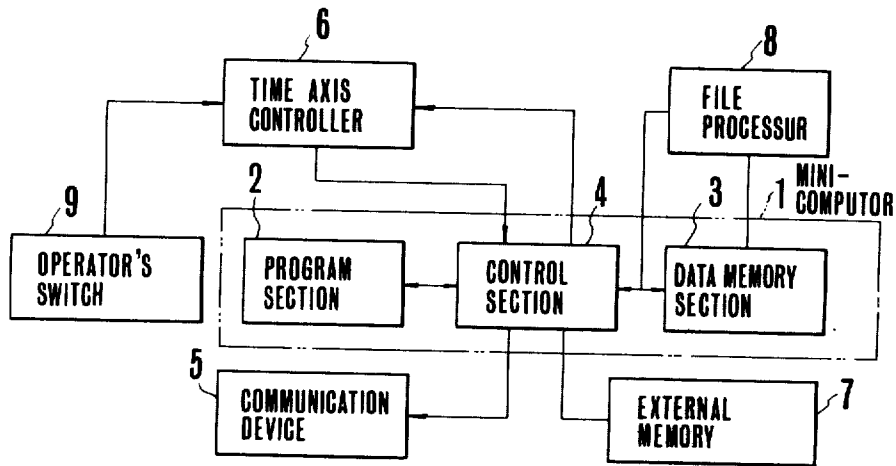 6
TIME AXIS
CONTROLLER
8
FILE
PROCESSUR
9
OPERATOR'S
SWITCH
2
PROGRAM
SECTION
4
CONTROL
SECTION
3
DATA MEMORY
SECTION
1 MINI-
COMPUTOR
5
COMMUNICATION
DEVICE
EXTERNAL
MEMORY
7